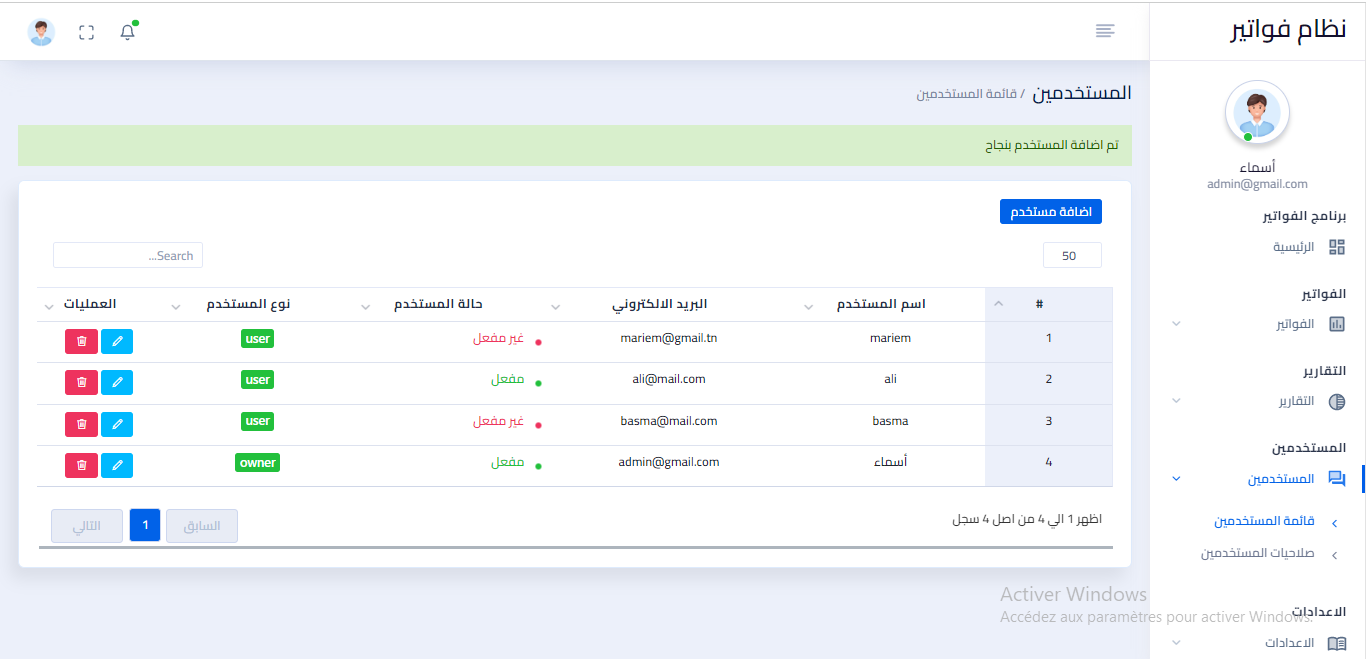 نظام فواتير
أسماء
admin@gmail.com
برنامج الفواتير
الرئيسية
الفواتير
الفواتير
التقارير
التقارير
المستخدمين
المستخدمين
قائمة المستخدمين
صلاحيات المستخدمين
الاعدادات
الاعدادات
المستخدمين / قائمة المستخدمين
تم اضافة المستخدم بنجاح
اضافة مستخدم
50
Search...
# اسم المستخدم البريد الالكتروني حالة المستخدم نوع المستخدم العمليات
1 mariem mariem@gmail.tn غير مفعل user
2 ali ali@mail.com مفعل user
3 basma basma@mail.com غير مفعل user
4 أسماء admin@gmail.com مفعل owner
اظهر 1 الي 4 من اصل 4 سجل
السابق 1 التالي
Activer Windows
Accédez aux paramètres pour activer Windows.